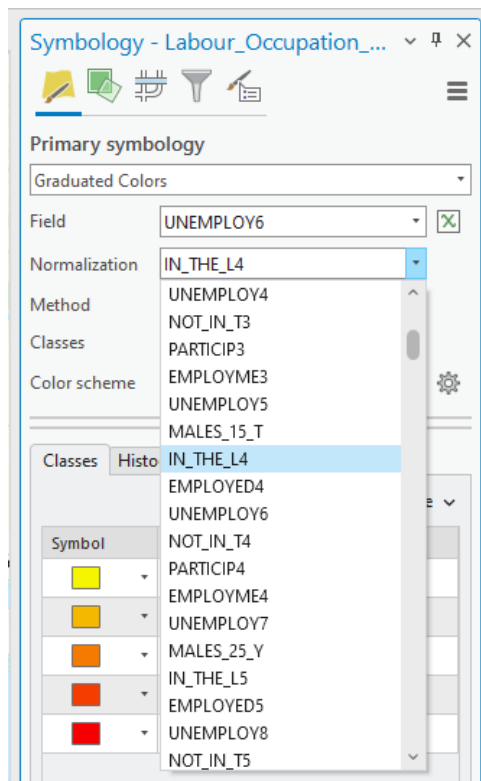 Symbology - Labour_Occupation_...
Primary symbology
Graduated Colors
Field UNEMPLOY6
Normalization IN_THE_L4
UNEMPLOY4
Method NOT_IN_T3
PARTICIP3
Classes
EMPLOYME3
Color scheme
UNEMPLOY5
MALES_15_T
Classes Histo IN_THE_L4
EMPLOYED4
UNEMPLOY6
Symbol NOT_IN_T4
PARTICIP4
EMPLOYME4
UNEMPLOY7
MALES_25_Y
IN_THE_L5
EMPLOYED5
UNEMPLOY8
NOT_IN_T5